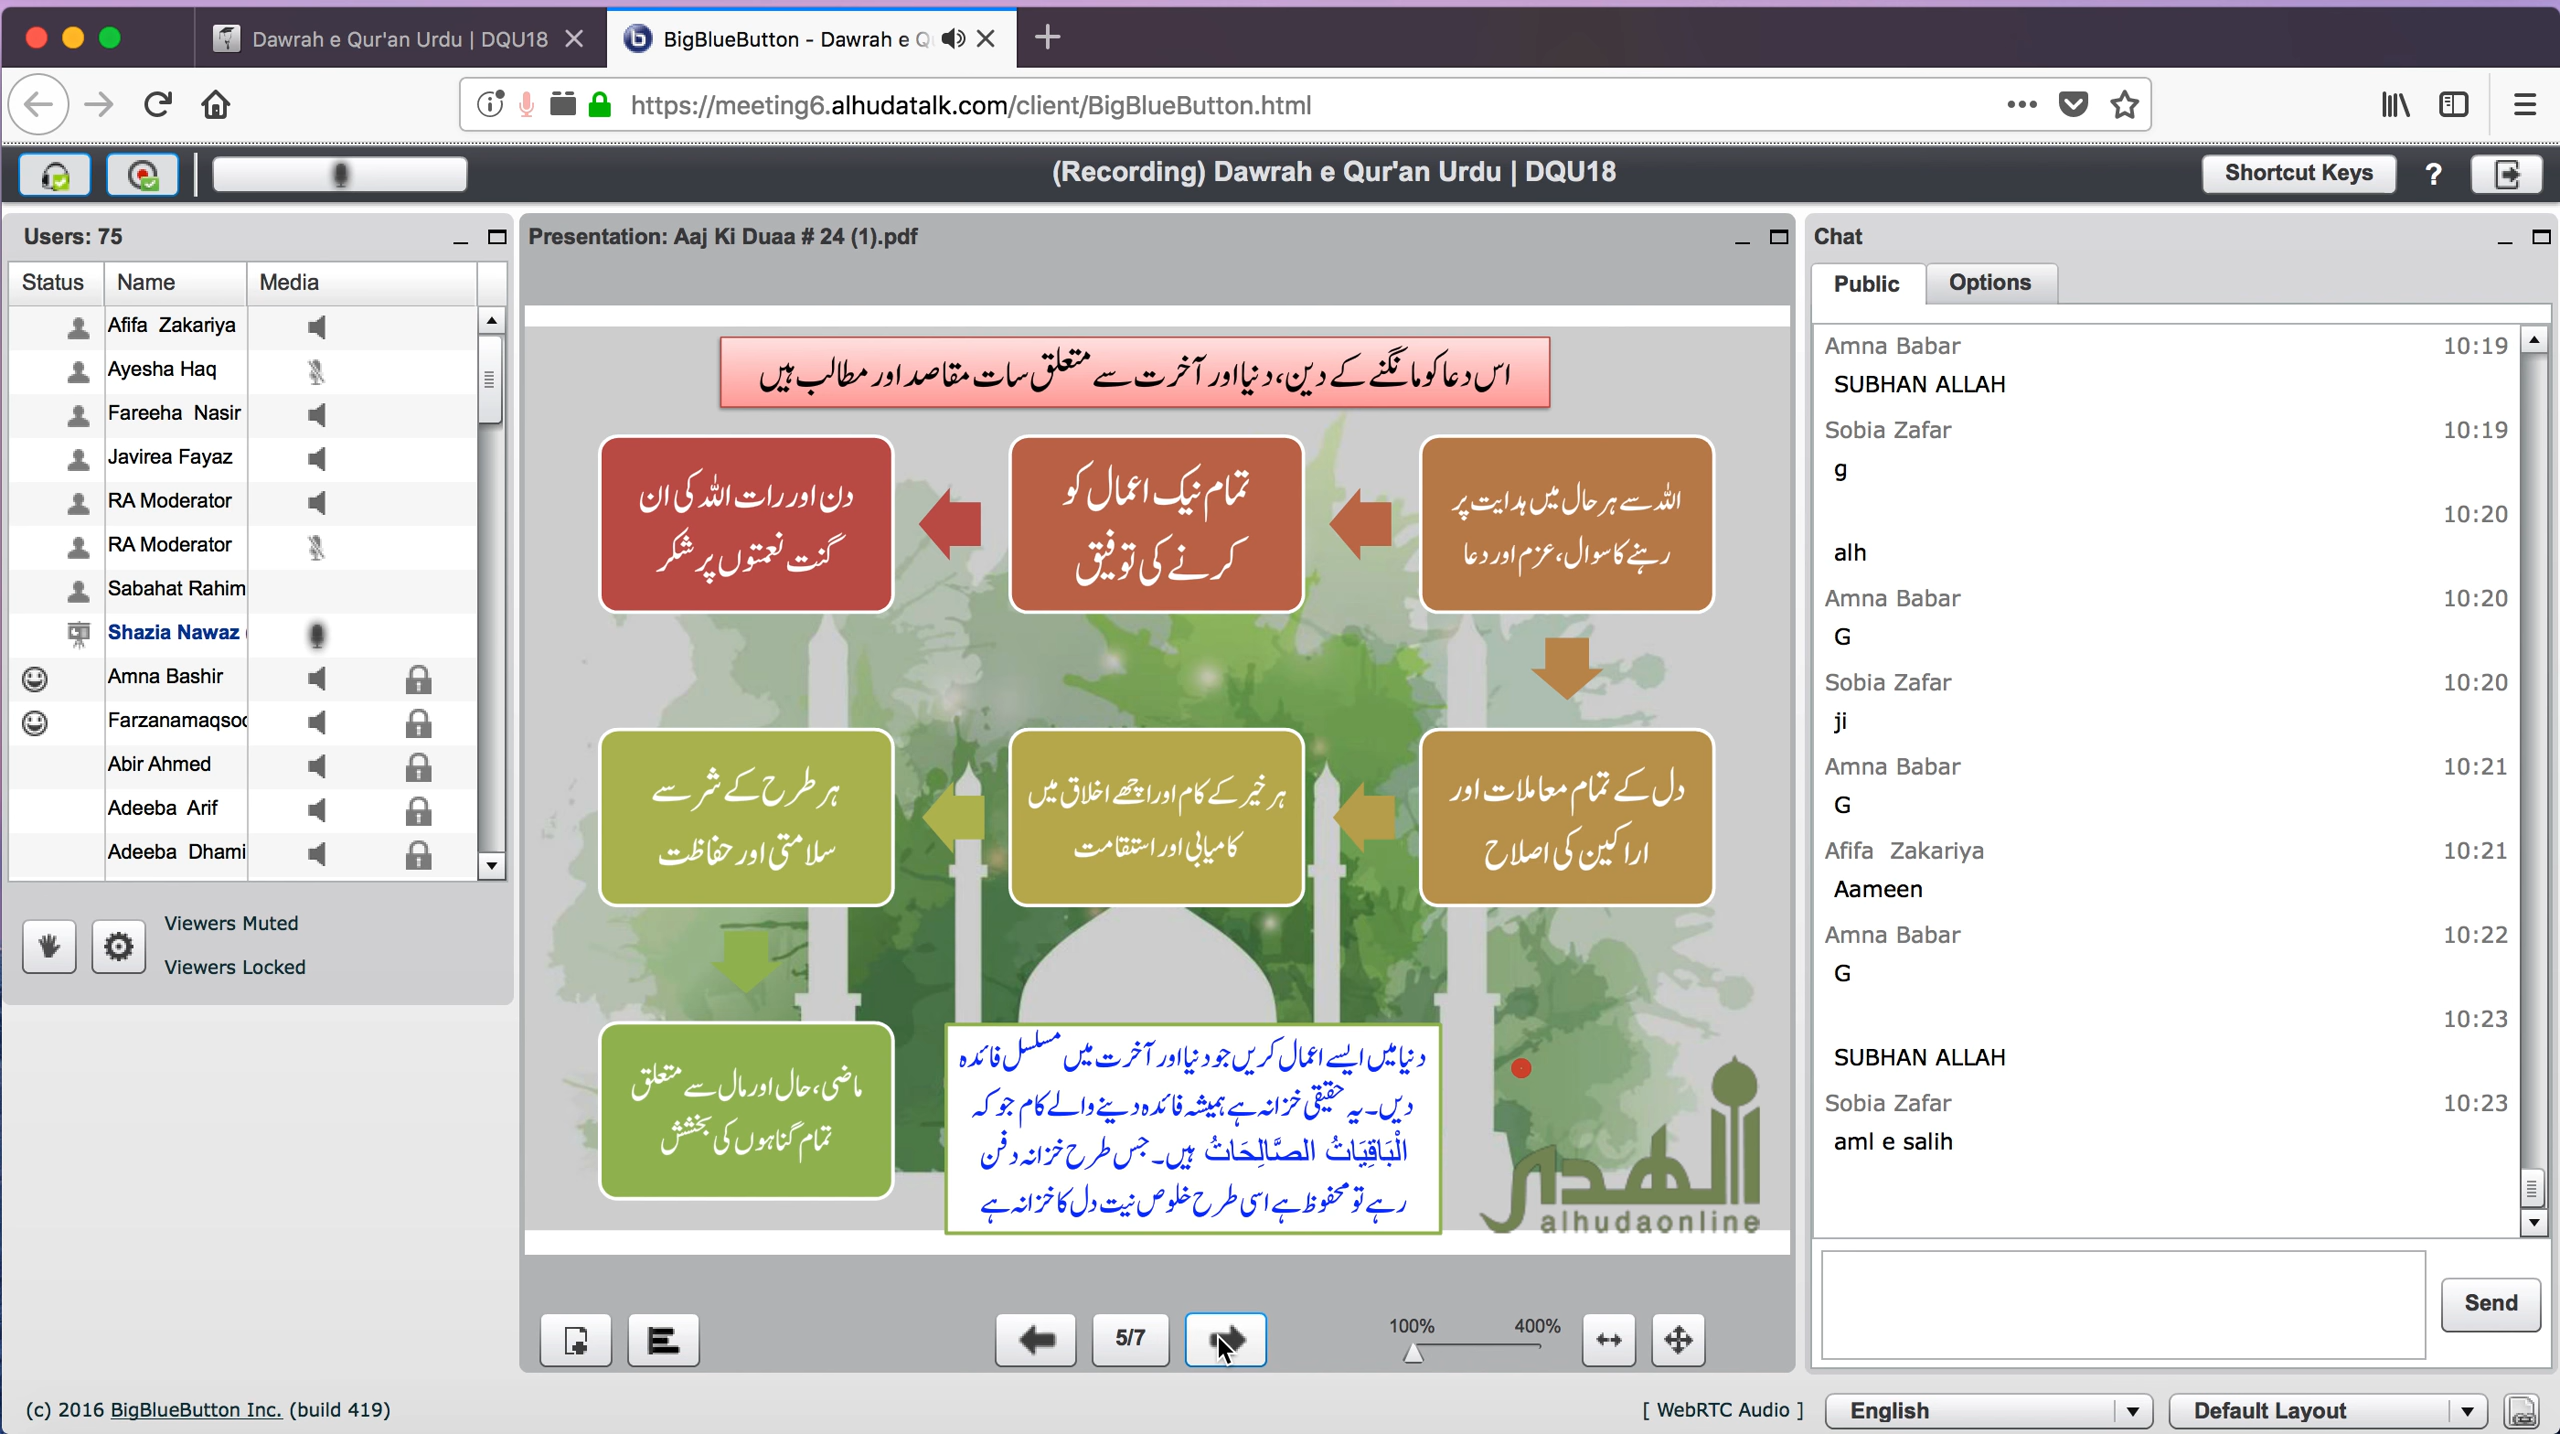 Dawrah e Qur'an Urdu | DQU18
BigBlueButton - Dawrah e Q
https://meeting6.alhudatalk.com/client/BigBlueButton.html
(Recording) Dawrah e Qur'an Urdu | DQU18
Shortcut Keys
?
Users: 75
Status Name Media
Afifa Zakariya
Ayesha Haq
Fareeha Nasir
Javirea Fayaz
RA Moderator
RA Moderator
Sabahat Rahim
Shazia Nawaz (
Amna Bashir
Farzanamaqsoo
Abir Ahmed
Adeeba Arif
Adeeba Dhami
Viewers Muted
Viewers Locked
Presentation: Aaj Ki Duaa # 24 (1).pdf
اس دعا کو مانگنے کے دین، دنیا اور آخرت سے متعلق سات مقاصد اور مطالب ہیں
اللہ سے ہر حال میں ہدایت پر
رہنے کا سوال، عزم اور دعا
تمام نیک اعمال کو
کرنے کی توفیق
دن اور رات اللہ کی ان
گنت نعمتوں پر شکر
دل کے تمام معاملات اور
اراکین کی اصلاح
ہر خیر کے کام اور اچھے اخلاق میں
کامیابی اور استقامت
ہر طرح کے شر سے
سلامتی اور حفاظت
ماضی، حال اور مال سے متعلق
تمام گناہوں کی بخشش
دنیا میں ایسے اعمال کریں جو دنیا اور آخرت میں مسلسل فائدہ
دیں۔ یہ حقیقی خزانہ ہے ہمیشہ فائدہ دینے والے کام جو کہ
الْبَاقِيَاتُ الصَّالِحَاتُ ہیں۔ جس طرح خزانہ دفن
رہے تو محفوظ ہے اسی طرح خلوص نیت دل کا خزانہ ہے
الهدى
alhudaonline
5/7
100% 400%
Chat
Public Options
Amna Babar 10:19
SUBHAN ALLAH
Sobia Zafar 10:19
g
10:20
alh
Amna Babar 10:20
G
Sobia Zafar 10:20
ji
Amna Babar 10:21
G
Afifa Zakariya 10:21
Aameen
Amna Babar 10:22
G
10:23
SUBHAN ALLAH
Sobia Zafar 10:23
aml e salih
Send
(c) 2016 BigBlueButton Inc. (build 419)
[ WebRTC Audio ]
English
Default Layout